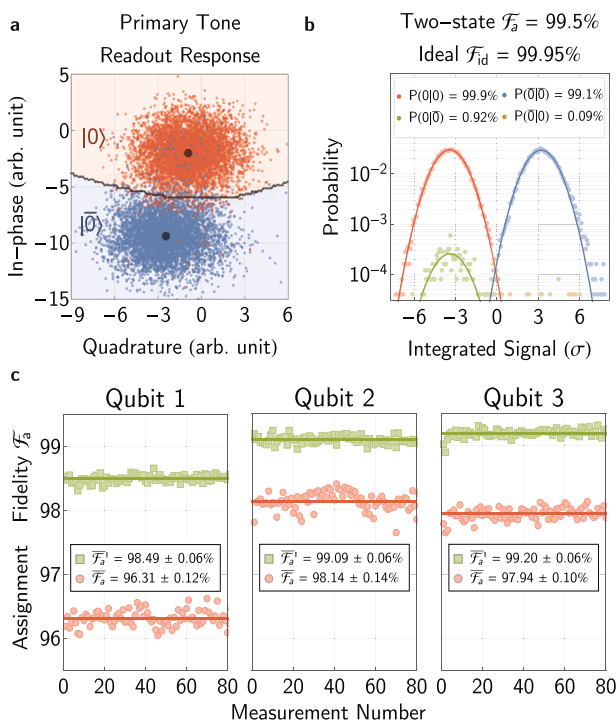 a
Primary Tone
Readout Response
In-phase (arb. unit)
5
0
−5
−10
−15
|0⟩
|0̅⟩
−9
−6
−3
0
3
6
Quadrature (arb. unit)
b
Two−state ℱa = 99.5%
Ideal ℱid = 99.95%
P(0|0) = 99.9%
P(0̅|0̅) = 99.1%
P(0|0̅) = 0.92%
P(0̅|0) = 0.09%
Probability
10−2
10−3
10−4
−6
−3
0
3
6
Integrated Signal (σ)
c
Qubit 1
Qubit 2
Qubit 3
Assignment Fidelity ℱa
99
98
97
96
ℱa' = 98.49 ± 0.06%
ℱa = 96.31 ± 0.12%
ℱa' = 99.09 ± 0.06%
ℱa = 98.14 ± 0.14%
ℱa' = 99.20 ± 0.06%
ℱa = 97.94 ± 0.10%
0 20 40 60 80
0 20 40 60 80
0 20 40 60 80
Measurement Number